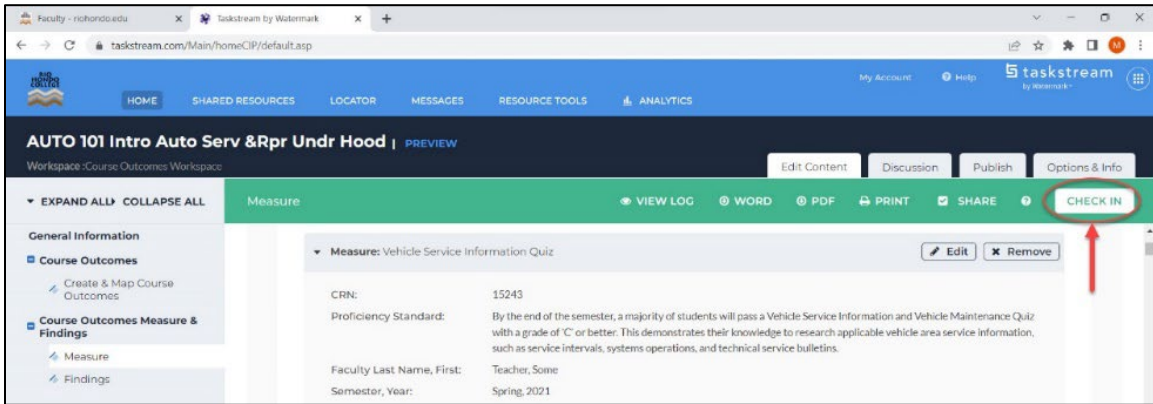 Faculty - riohondo.edu
Taskstream by Watermark
taskstream.com/Main/homeCIP/default.asp
M
RIO HONDO COLLEGE
My Account
Help
taskstream
by Watermark
HOME
SHARED RESOURCES
LOCATOR
MESSAGES
RESOURCE TOOLS
ANALYTICS
AUTO 101 Intro Auto Serv &Rpr Undr Hood | PREVIEW
Workspace :Course Outcomes Workspace
Edit Content
Discussion
Publish
Options & Info
EXPAND ALL COLLAPSE ALL
Measure
VIEW LOG
WORD
PDF
PRINT
SHARE
CHECK IN
General Information
Course Outcomes
Create & Map Course
Outcomes
Course Outcomes Measure &
Findings
Measure
Findings
Measure: Vehicle Service Information Quiz
Edit
Remove
CRN: 15243
Proficiency Standard: By the end of the semester, a majority of students will pass a Vehicle Service Information and Vehicle Maintenance Quiz
with a grade of 'C' or better. This demonstrates their knowledge to research applicable vehicle area service information,
such as service intervals, systems operations, and technical service bulletins.
Faculty Last Name, First: Teacher, Some
Semester, Year: Spring, 2021